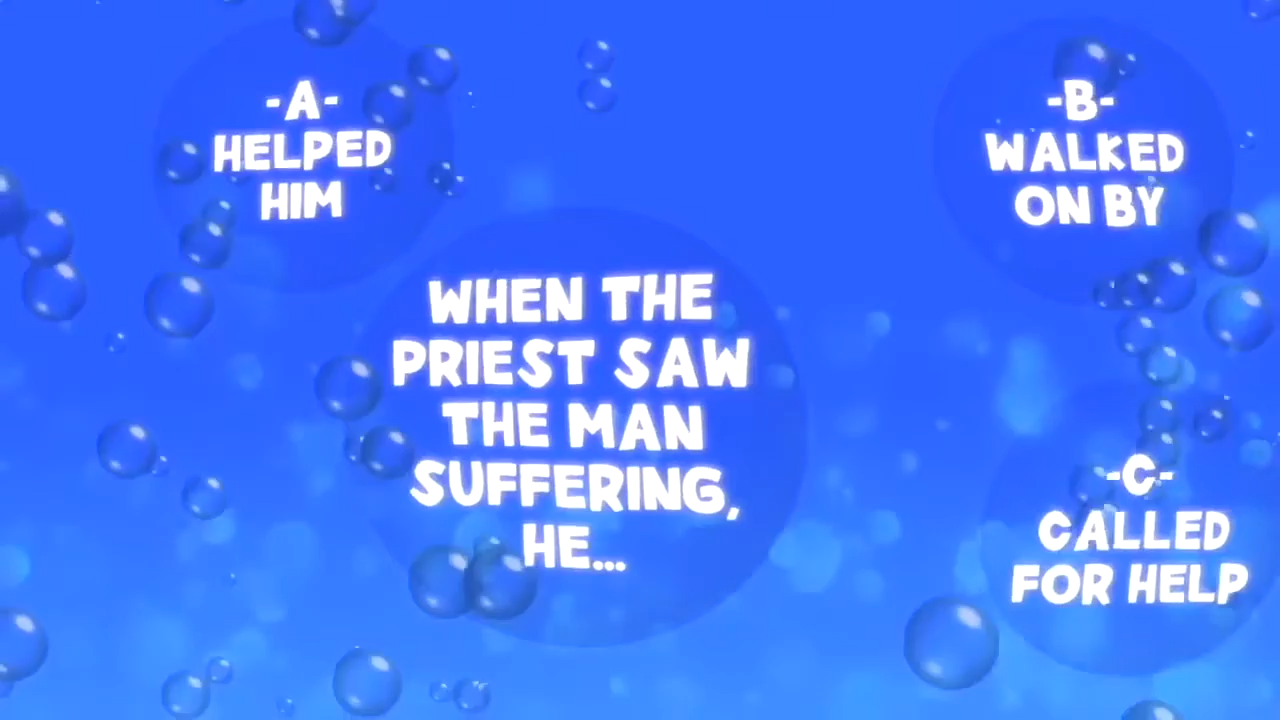 -A-
HELPED
HIM
-B-
WALKED
ON BY
WHEN THE
PRIEST SAW
THE MAN
SUFFERING,
HE...
-C-
CALLED
FOR HELP